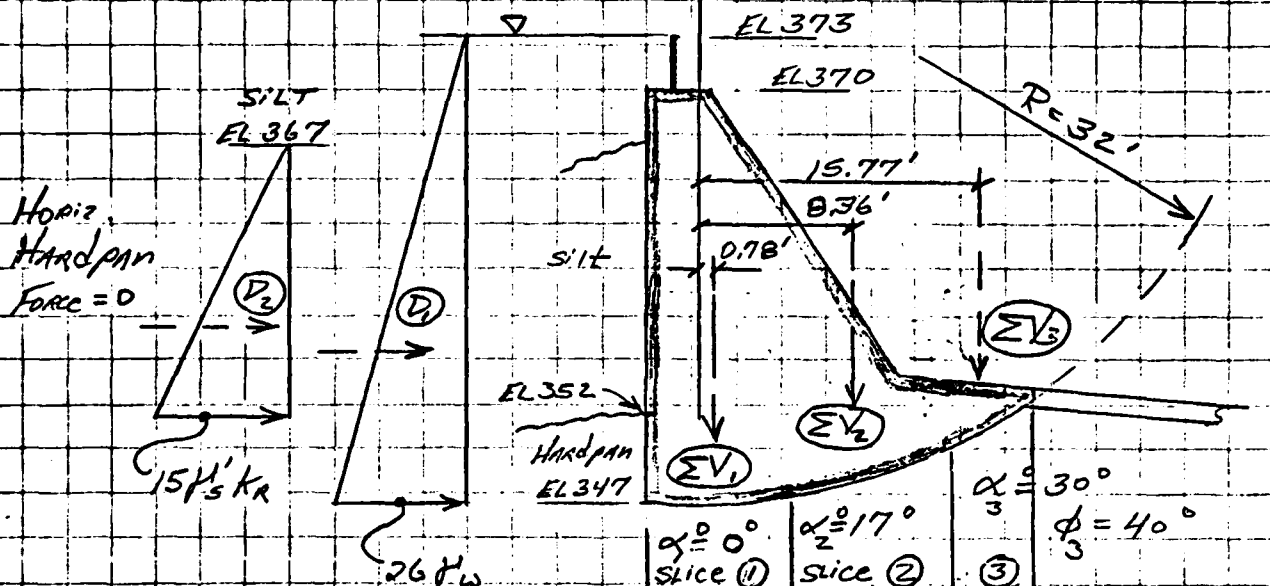 EL 373
EL 370
R = 32'
SILT
EL 367
15.77'
8.36'
0.78'
Horiz.
Hardpan
Force = 0
D₂
D₁
silt
ΣV₃
EL 352
ΣV₂
Hardpan
ΣV₁
EL 347
15 γ's KR
26 γw
α = 0°
slice ①
α₂ = 17°
slice ②
α₃ = 30°
③
ϕ₃ = 40°